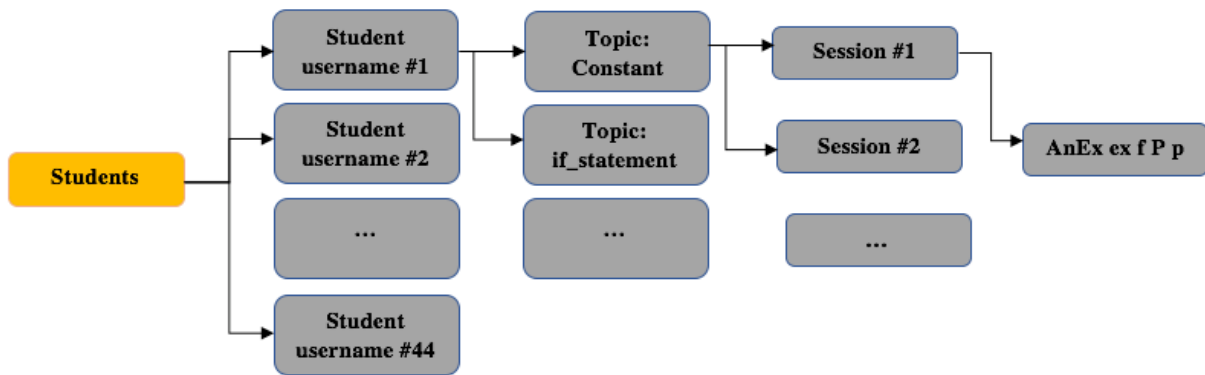 Students
Student
username #1
Student
username #2
...
Student
username #44
Topic:
Constant
Topic:
if_statement
...
Session #1
Session #2
...
AnEx ex f P p